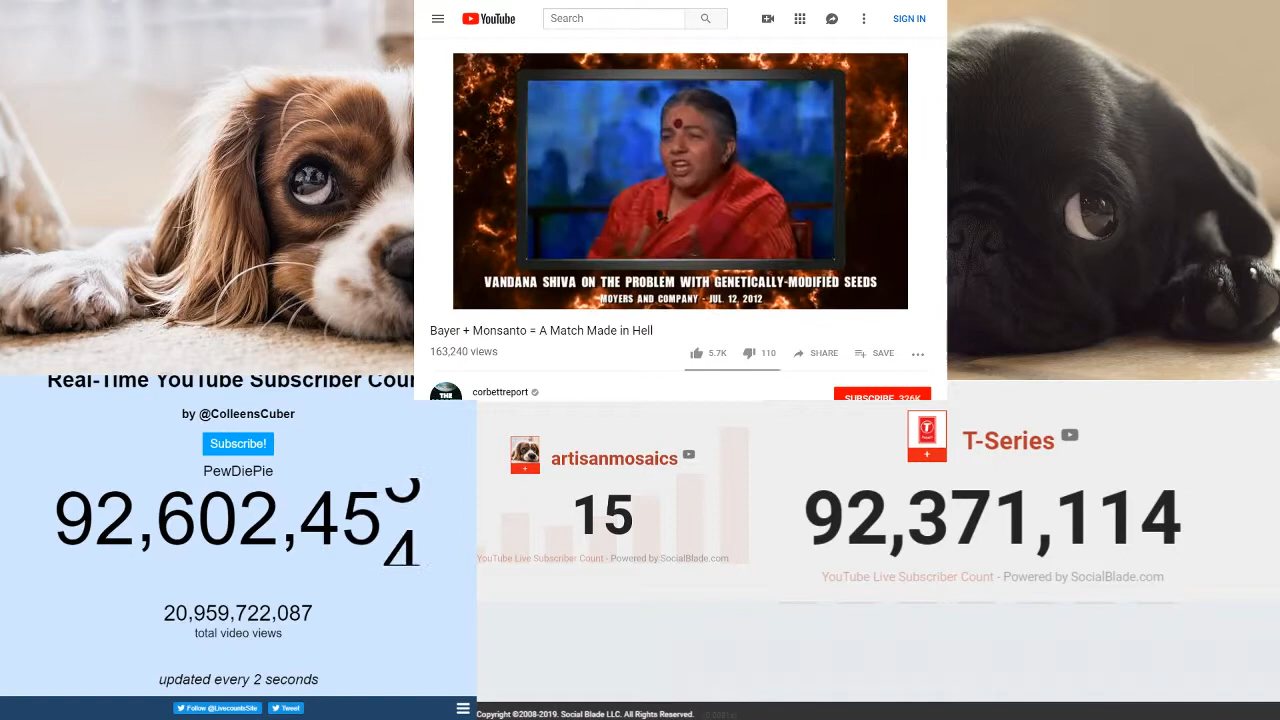 YouTube
Search
SIGN IN
VANDANA SHIVA ON THE PROBLEM WITH GENETICALLY-MODIFIED SEEDS
MOYERS AND COMPANY - JUL. 12, 2012
Bayer + Monsanto = A Match Made in Hell
163,240 views
5.7K
110
SHARE
SAVE
THE
corbettreport
SUBSCRIBE 326K
Real-Time YouTube Subscriber Coun
by @ColleensCuber
Subscribe!
PewDiePie
92,602,45
20,959,722,087
total video views
updated every 2 seconds
Follow @LivecountsSite
Tweet
artisanmosaics
15
YouTube Live Subscriber Count - Powered by SocialBlade.com
T-Series
92,371,114
YouTube Live Subscriber Count - Powered by SocialBlade.com
Copyright ©2008-2019. Social Blade LLC. All Rights Reserved.